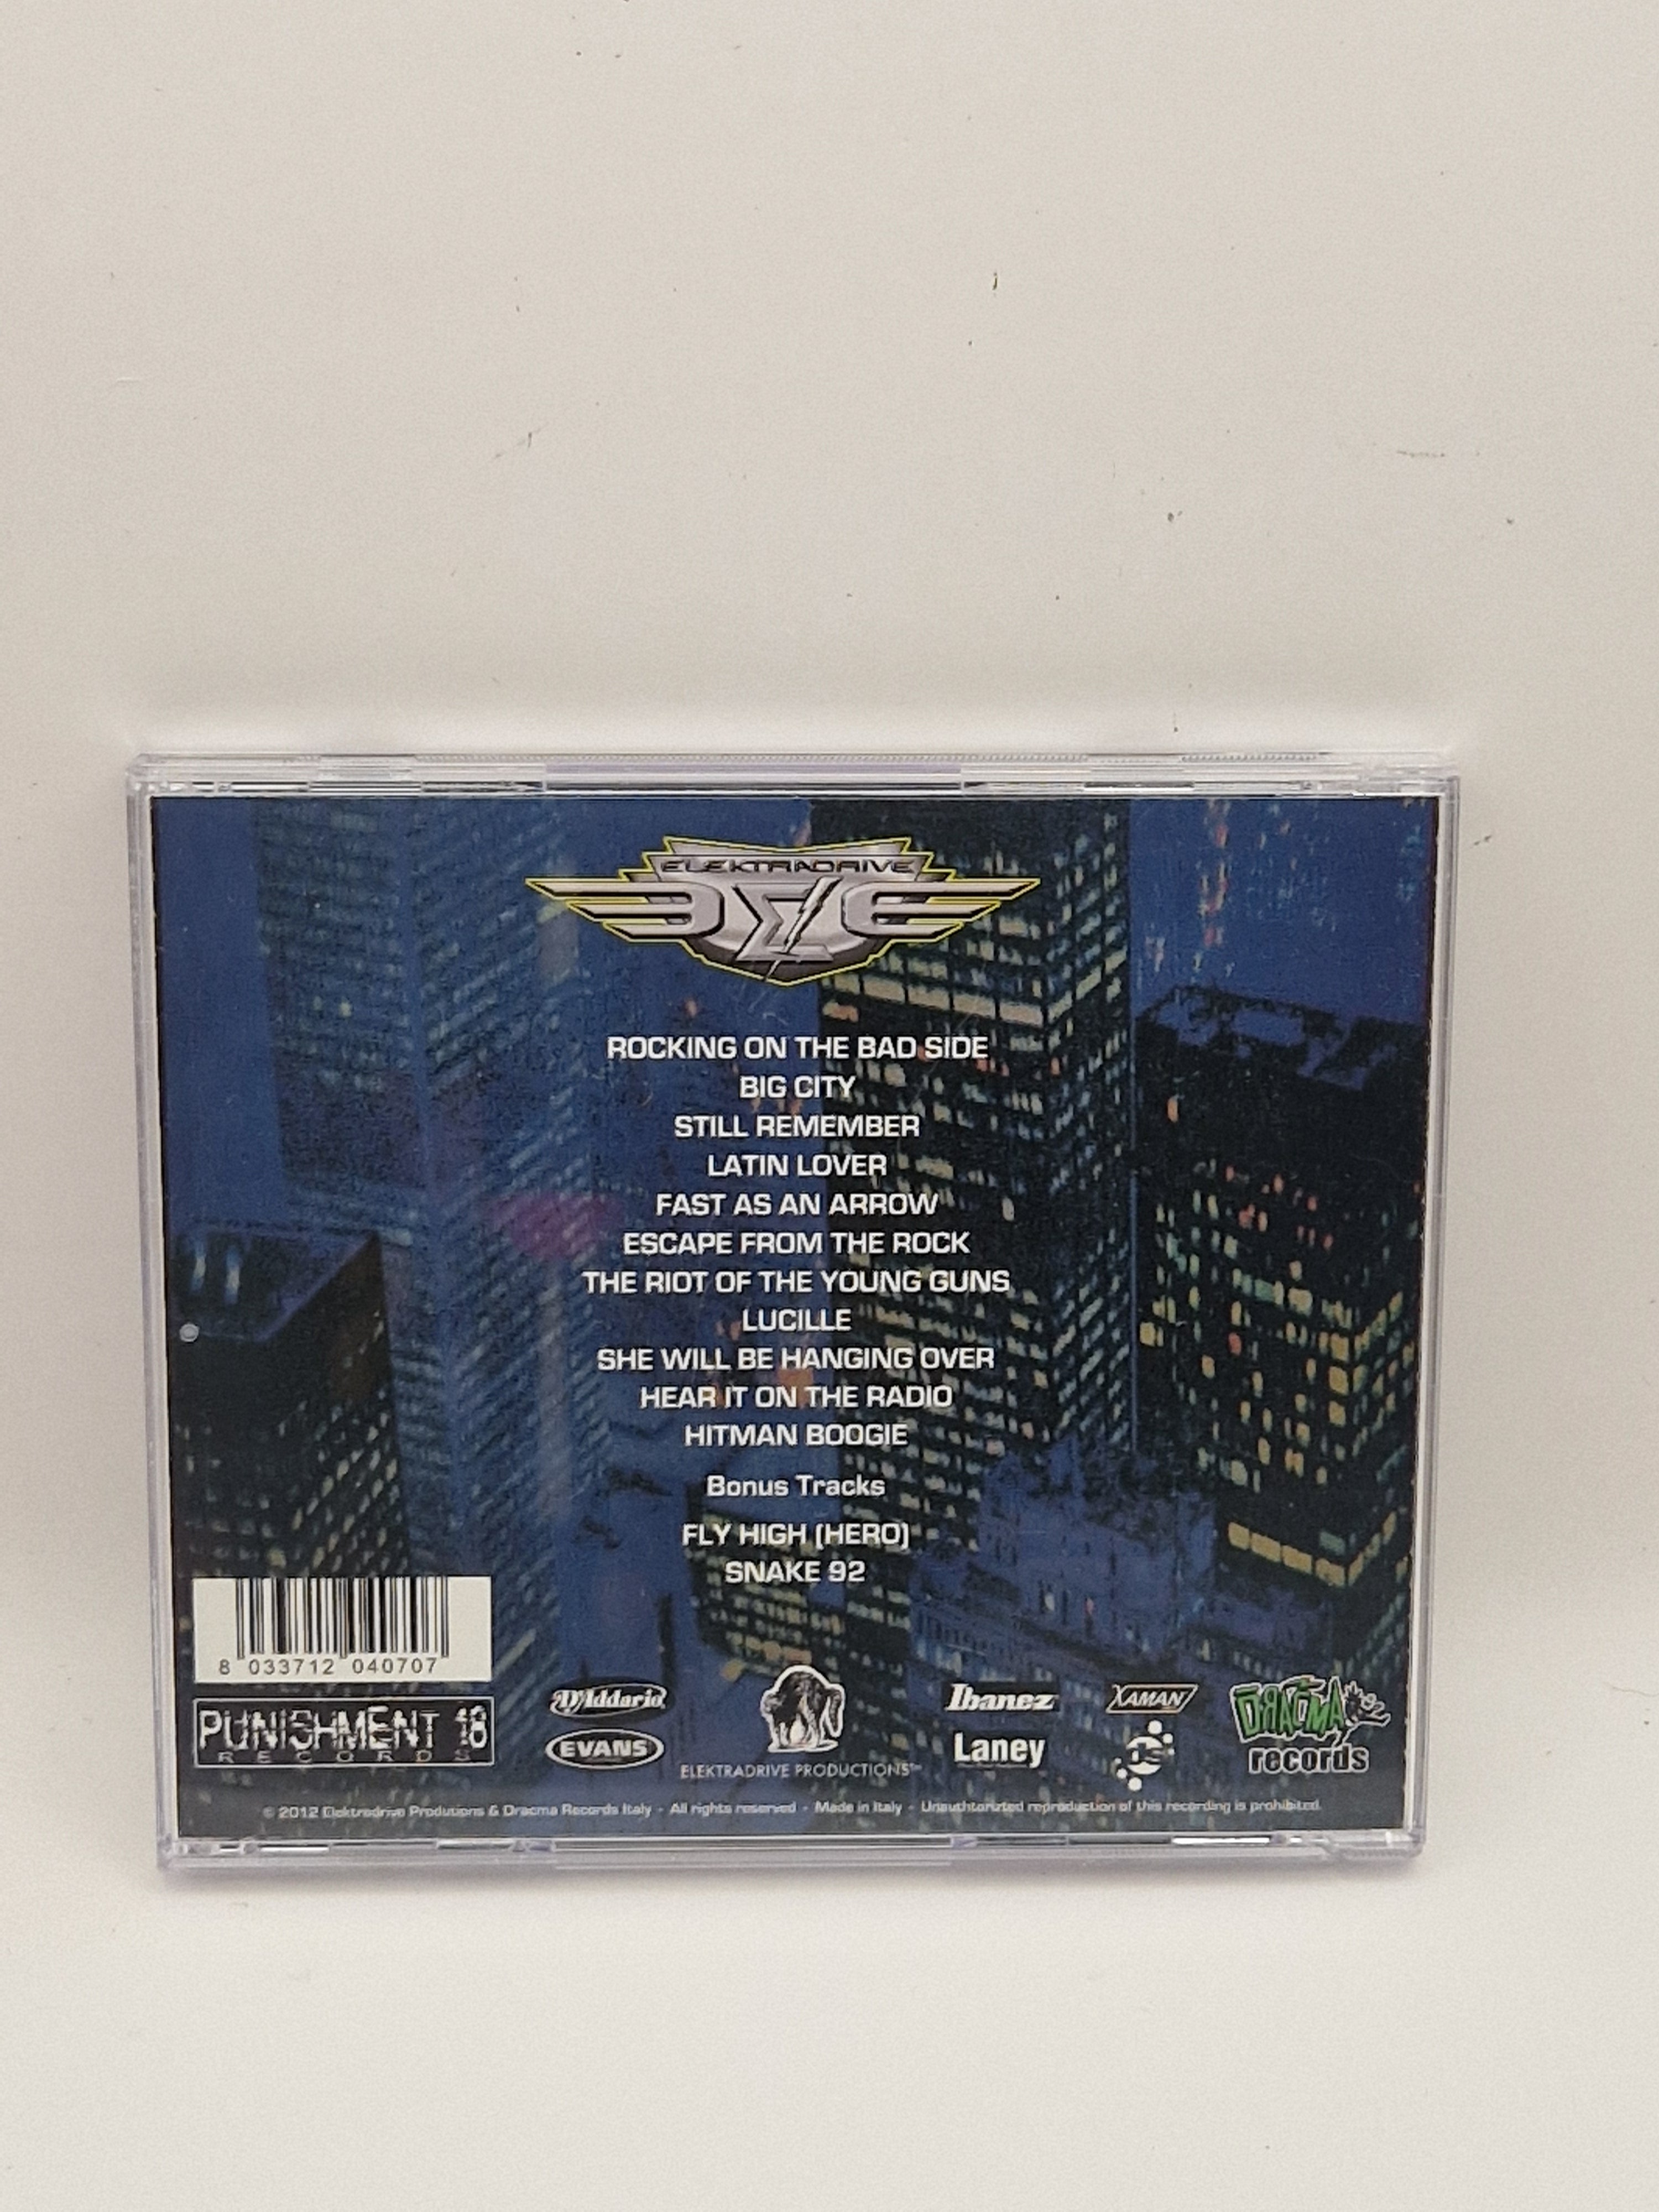 ELEKTRADRIVE
ROCKING ON THE BAD SIDE
BIG CITY
STILL REMEMBER
LATIN LOVER
FAST AS AN ARROW
ESCAPE FROM THE ROCK
THE RIOT OF THE YOUNG GUNS
LUCILLE
SHE WILL BE HANGING OVER
HEAR IT ON THE RADIO
HITMAN BOOGIE
Bonus Tracks
FLY HIGH (HERO)
SNAKE 92
8 033712 040707
PUNISHMENT 18
RECORDS
D'Addario
EVANS
ELEKTRADRIVE PRODUCTIONS™
Ibanez
Laney
XAMAN
DRACMA
records
© 2012 Elektradrive Produtions & Dracma Records Italy - All rights reserved - Made in Italy - Unauthtorizted reproduction of this recording is prohibited.